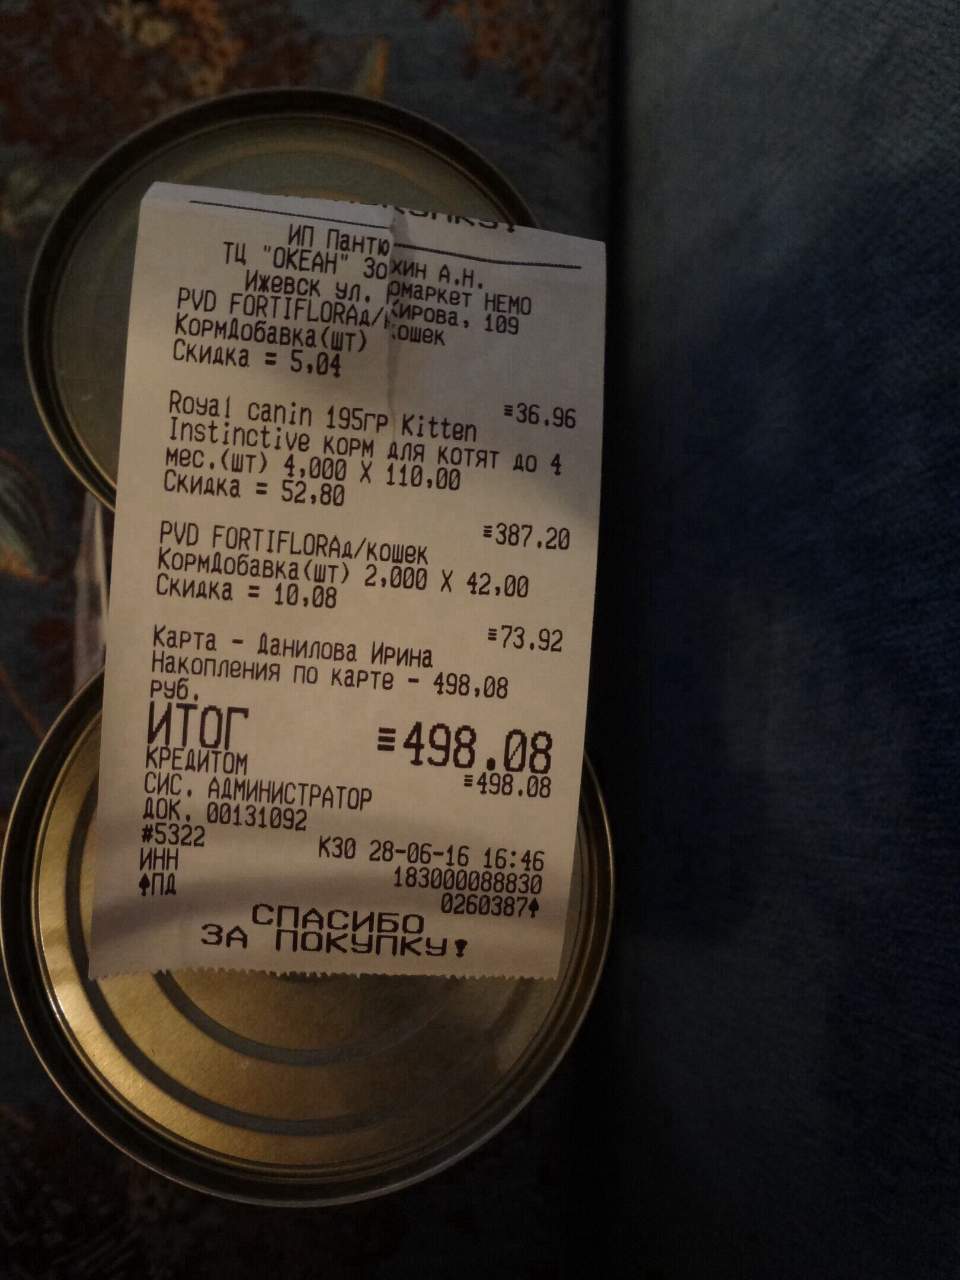 ИП Пантюхин А.Н.
ТЦ "ОКЕАН" Зоомаркет НЕМО
Ижевск ул. Кирова, 109
PVD FORTIFLORAд/кошек
КормДобавка(шт)
Скидка = 5,04
≡36.96
Royal canin 195гр Kitten
Instinctive корм для котят до 4
мес.(шт) 4,000 X 110,00
Скидка = 52,80
≡387.20
PVD FORTIFLORAд/кошек
КормДобавка(шт) 2,000 X 42,00
Скидка = 10,08
≡73.92
Карта - Данилова Ирина
Накопления по карте - 498,08
руб.
ИТОГ ≡498.08
КРЕДИТОМ ≡498.08
СИС. АДМИНИСТРАТОР
ДОК. 00131092
#5322 К30 28-06-16 16:46
ИНН 183000088830
♠ПД 0260387♠
СПАСИБО
ЗА ПОКУПКУ!